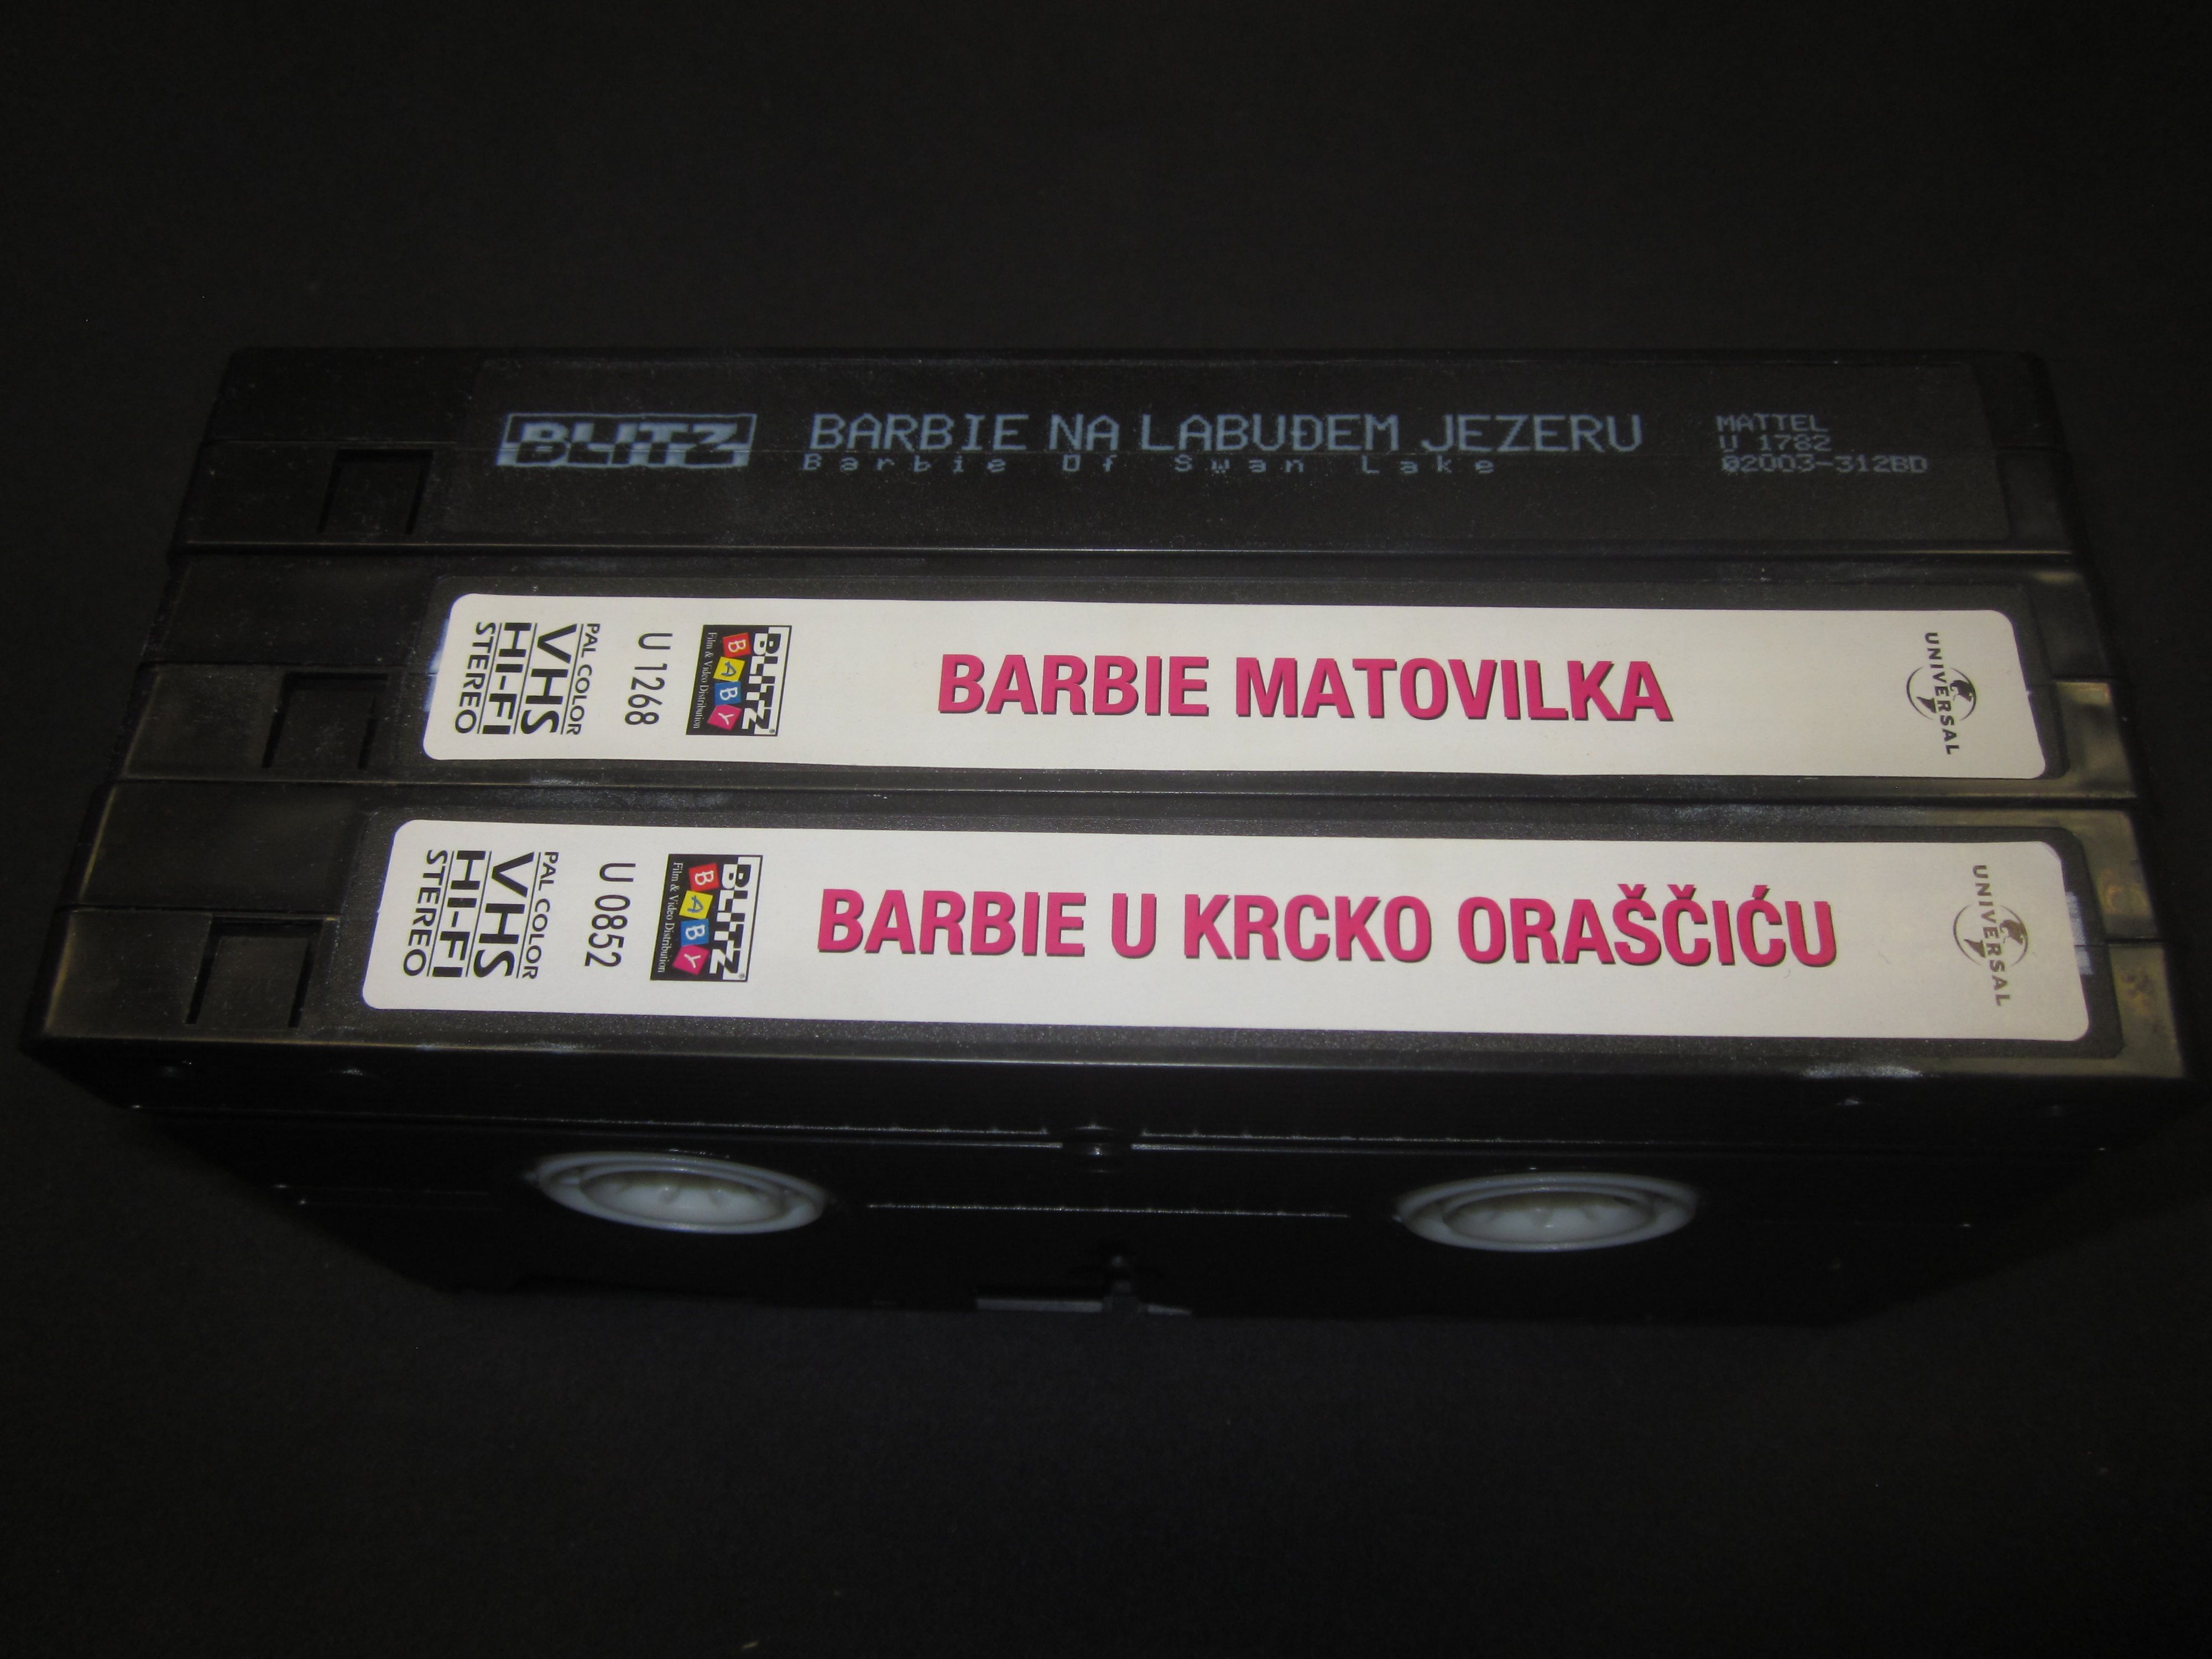 BLITZ
BARBIE NA LABUĐEM JEZERU
Barbie Of Swan Lake
MATTEL
U 1782
02003-312BD
PAL COLOR
VHS
HI-FI
STEREO
U 1268
BLITZ
BABY
Film & Video Distribution
BARBIE MATOVILKA
UNIVERSAL
PAL COLOR
VHS
HI-FI
STEREO
U 0852
BLITZ
BABY
Film & Video Distribution
BARBIE U KRCKO ORAŠČIĆU
UNIVERSAL